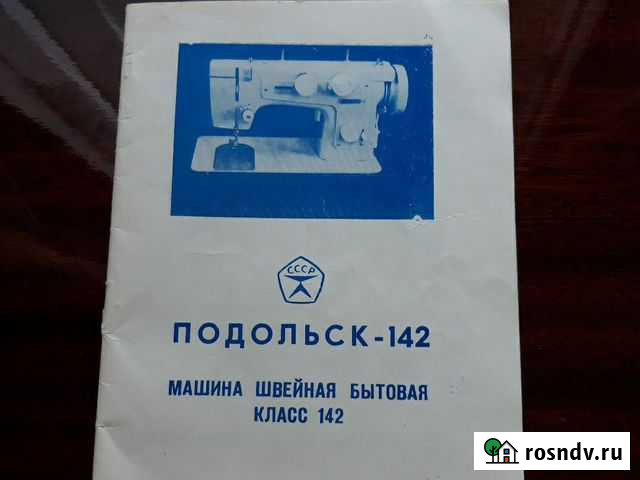 СССР
ПОДОЛЬСК-142
МАШИНА ШВЕЙНАЯ БЫТОВАЯ
КЛАСС 142
rosndv.ru